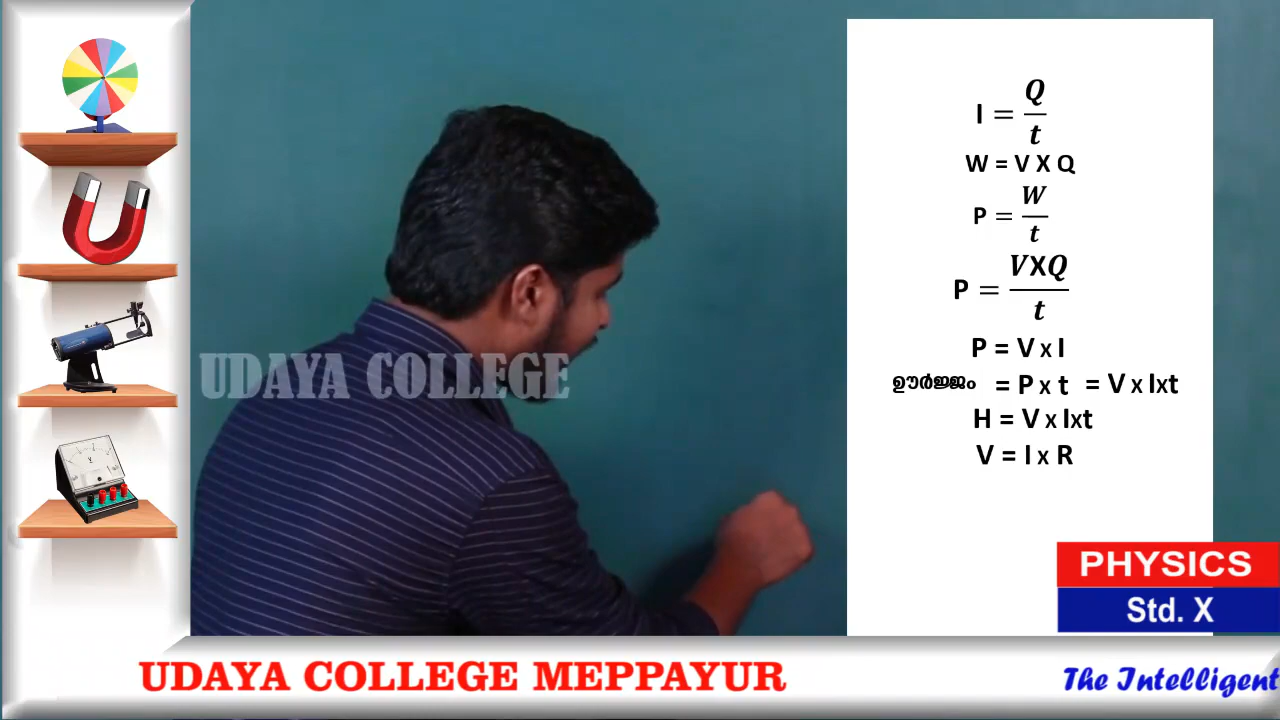 I = Q/t
W = V X Q
P = W/t
P = VXQ/t
P = V x I
ഊർജ്ജം = P x t = V x Ixt
H = V x Ixt
V = I x R
UDAYA COLLEGE
PHYSICS
Std. X
UDAYA COLLEGE MEPPAYUR
The Intelligent